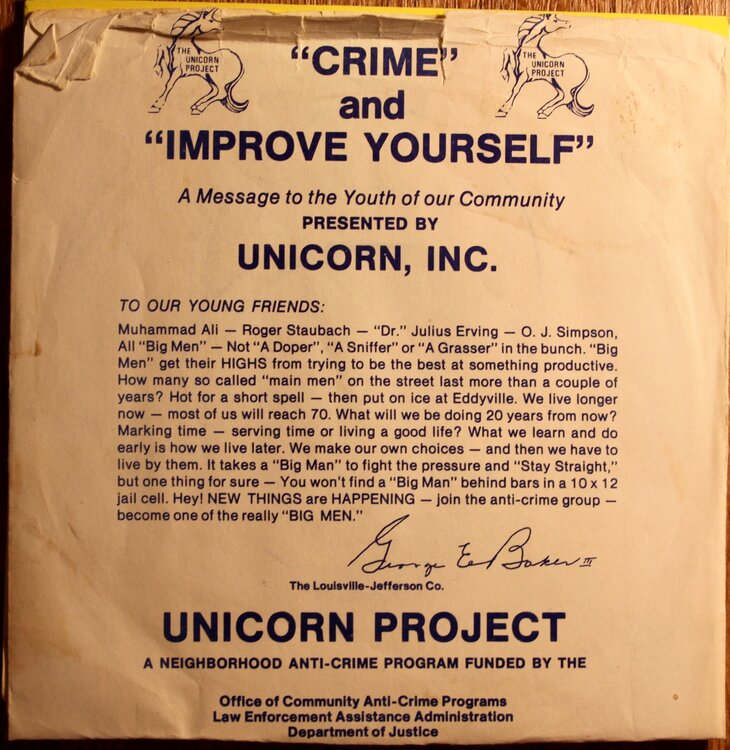 THE UNICORN PROJECT
THE UNICORN PROJECT
"CRIME"
and
"IMPROVE YOURSELF"
A Message to the Youth of our Community
PRESENTED BY
UNICORN, INC.
TO OUR YOUNG FRIENDS:
Muhammad Ali — Roger Staubach — "Dr." Julius Erving — O. J. Simpson,
All "Big Men" — Not "A Doper", "A Sniffer" or "A Grasser" in the bunch. "Big
Men" get their HIGHS from trying to be the best at something productive.
How many so called "main men" on the street last more than a couple of
years? Hot for a short spell — then put on ice at Eddyville. We live longer
now — most of us will reach 70. What will we be doing 20 years from now?
Marking time — serving time or living a good life? What we learn and do
early is how we live later. We make our own choices — and then we have to
live by them. It takes a "Big Man" to fight the pressure and "Stay Straight,"
but one thing for sure — You won't find a "Big Man" behind bars in a 10 x 12
jail cell. Hey! NEW THINGS are HAPPENING — join the anti-crime group —
become one of the really "BIG MEN."
George E Baker III
The Louisville-Jefferson Co.
UNICORN PROJECT
A NEIGHBORHOOD ANTI-CRIME PROGRAM FUNDED BY THE
Office of Community Anti-Crime Programs
Law Enforcement Assistance Administration
Department of Justice